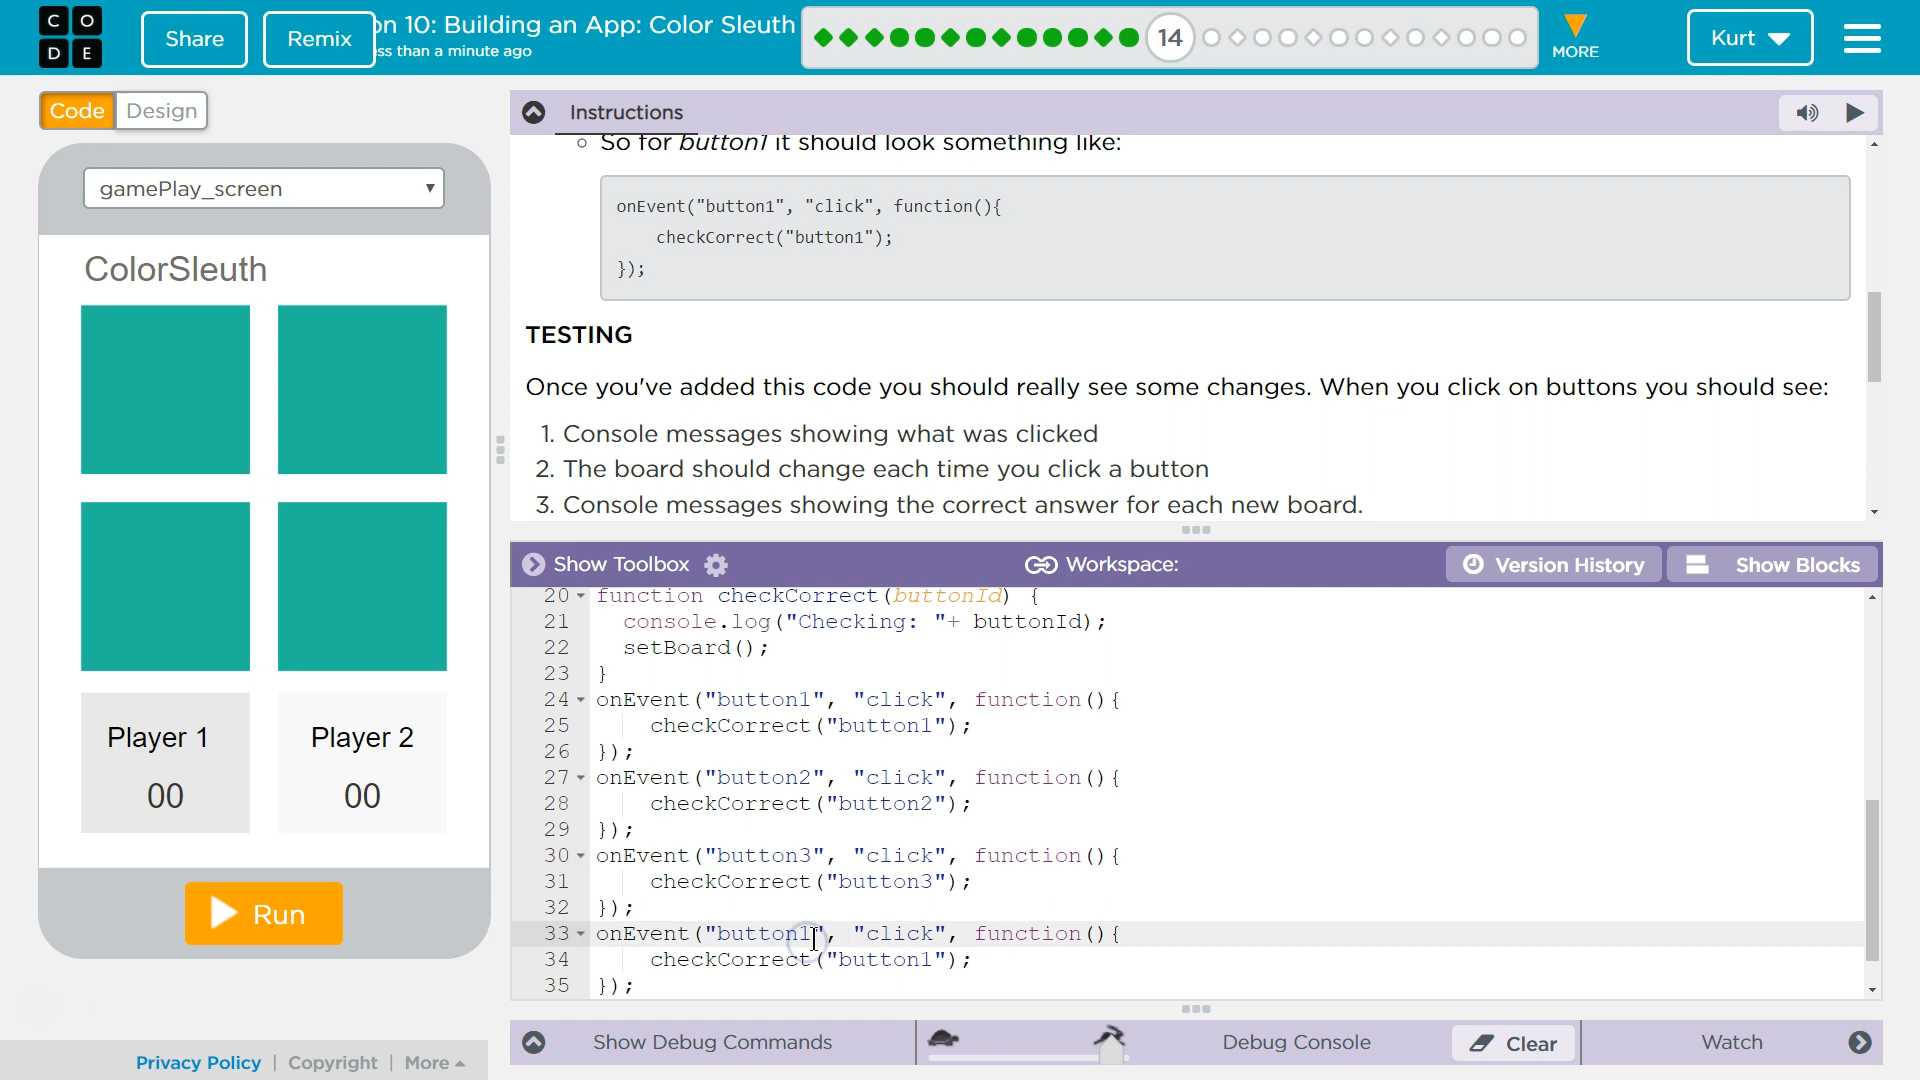 CODE
Share
Remix
on 10: Building an App: Color Sleuth
ess than a minute ago
14
MORE
Kurt
Code
Design
gamePlay_screen
ColorSleuth
Player 1
00
Player 2
00
Run
Privacy Policy | Copyright | More
Instructions
So for button1 it should look something like:
onEvent("button1", "click", function(){
checkCorrect("button1");
});
TESTING
Once you've added this code you should really see some changes. When you click on buttons you should see:
1. Console messages showing what was clicked
2. The board should change each time you click a button
3. Console messages showing the correct answer for each new board.
Show Toolbox
Workspace:
Version History
Show Blocks
20 function checkCorrect(buttonId) {
21 console.log("Checking: "+ buttonId);
22 setBoard();
23 }
24 onEvent("button1", "click", function(){
25 checkCorrect("button1");
26 });
27 onEvent("button2", "click", function(){
28 checkCorrect("button2");
29 });
30 onEvent("button3", "click", function(){
31 checkCorrect("button3");
32 });
33 onEvent("button1", "click", function(){
34 checkCorrect("button1");
35 });
Show Debug Commands
Debug Console
Clear
Watch